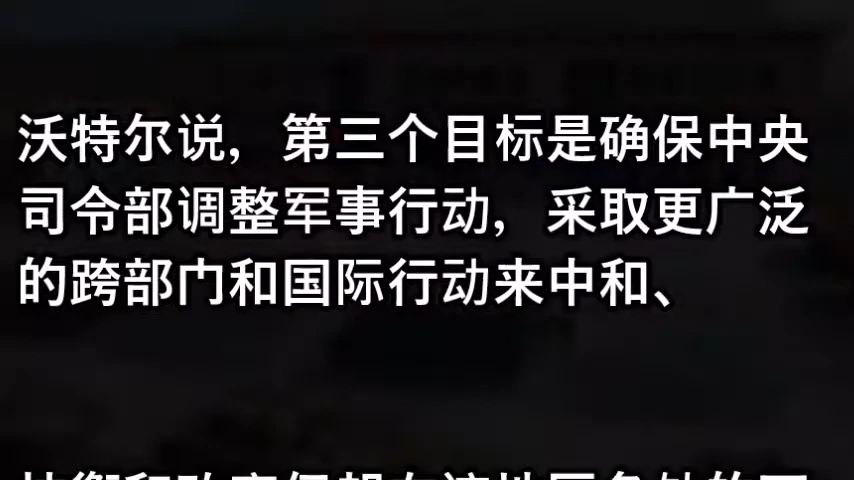 沃特尔说，第三个目标是确保中央
司令部调整军事行动，采取更广泛
的跨部门和国际行动来中和、